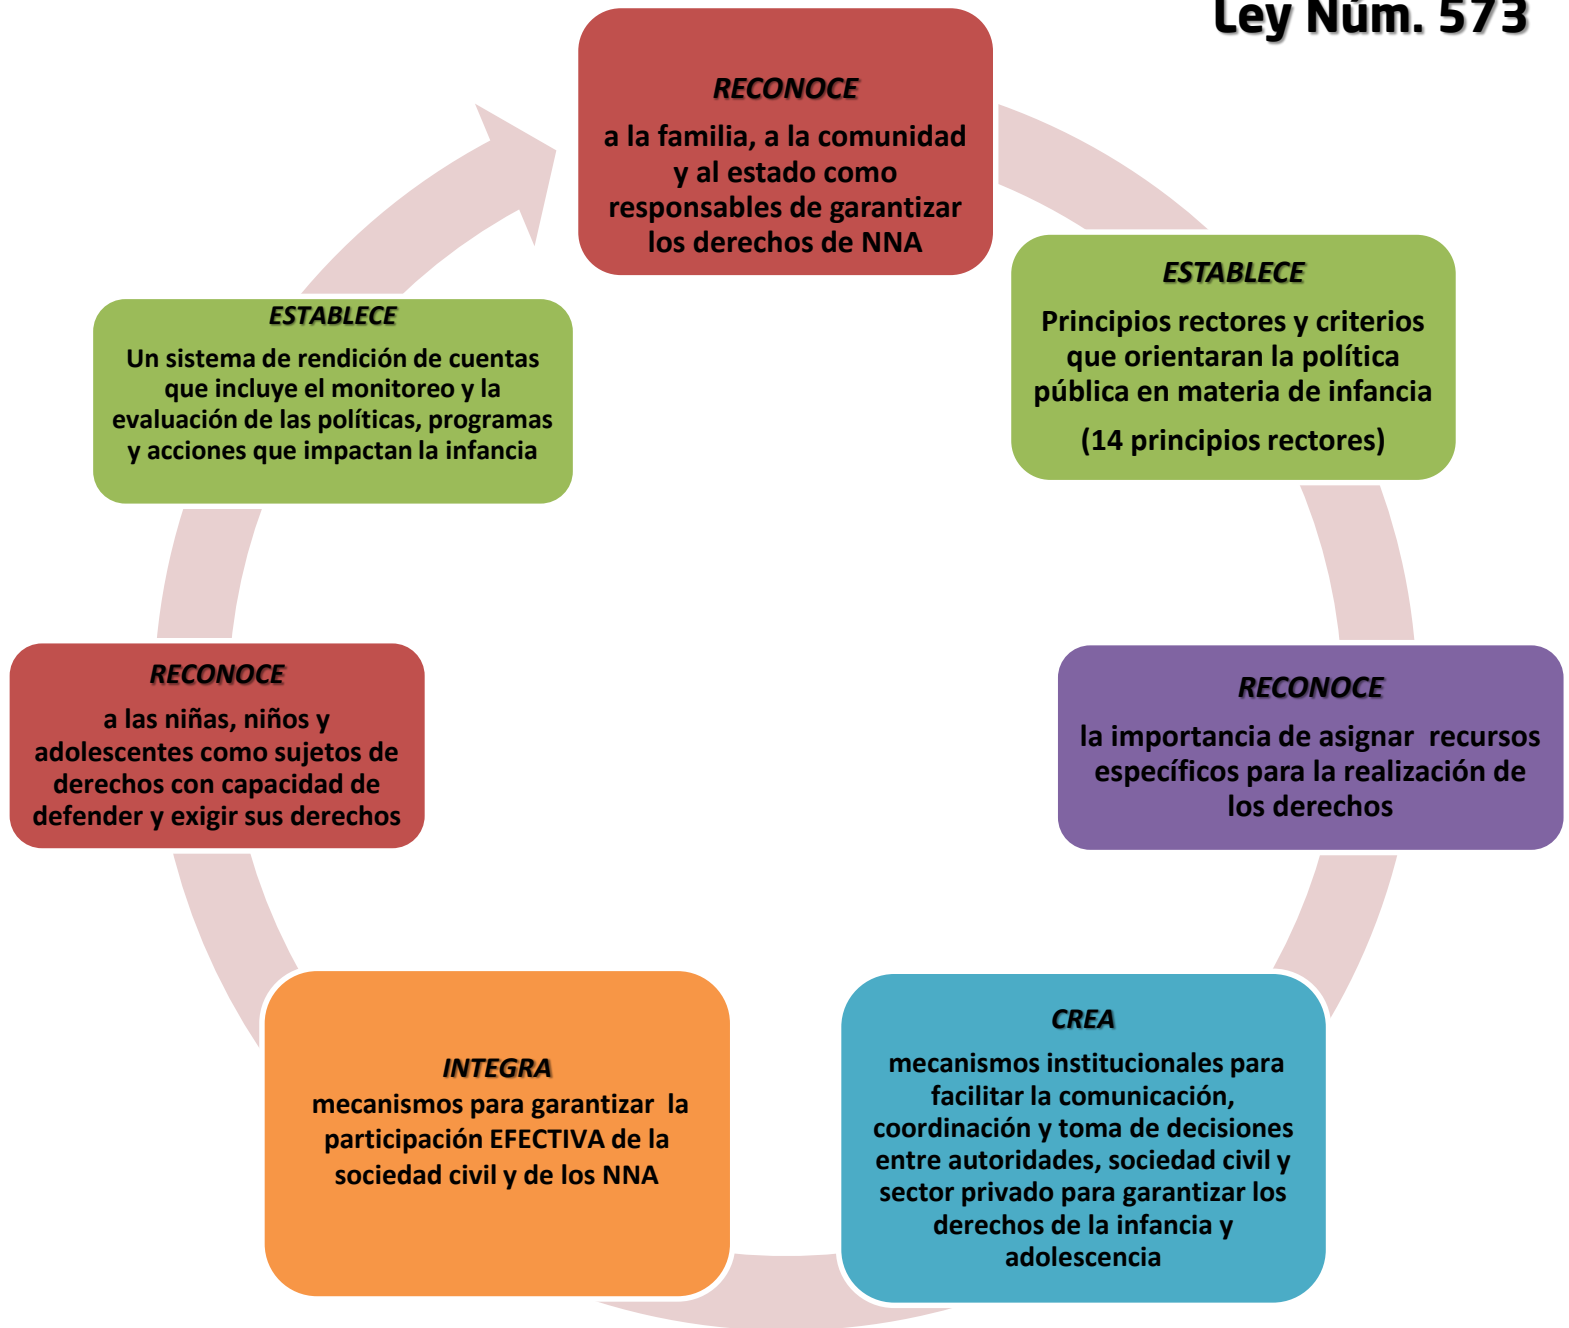 Ley Núm. 573
RECONOCE
a la familia, a la comunidad
y al estado como
responsables de garantizar
los derechos de NNA
ESTABLECE
Principios rectores y criterios
que orientaran la política
pública en materia de infancia
(14 principios rectores)
RECONOCE
la importancia de asignar recursos
específicos para la realización de
los derechos
CREA
mecanismos institucionales para
facilitar la comunicación,
coordinación y toma de decisiones
entre autoridades, sociedad civil y
sector privado para garantizar los
derechos de la infancia y
adolescencia
INTEGRA
mecanismos para garantizar la
participación EFECTIVA de la
sociedad civil y de los NNA
RECONOCE
a las niñas, niños y
adolescentes como sujetos de
derechos con capacidad de
defender y exigir sus derechos
ESTABLECE
Un sistema de rendición de cuentas
que incluye el monitoreo y la
evaluación de las políticas, programas
y acciones que impactan la infancia